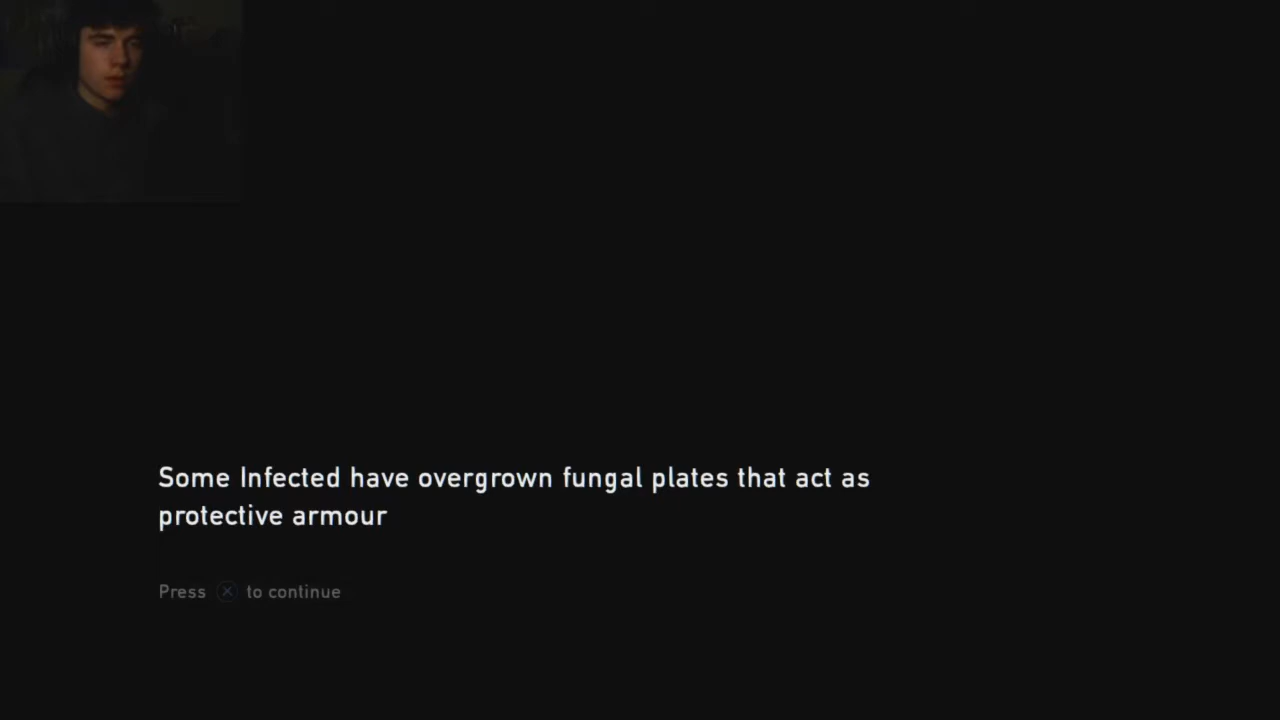 Some Infected have overgrown fungal plates that act as
protective armour
Press ⓧ to continue